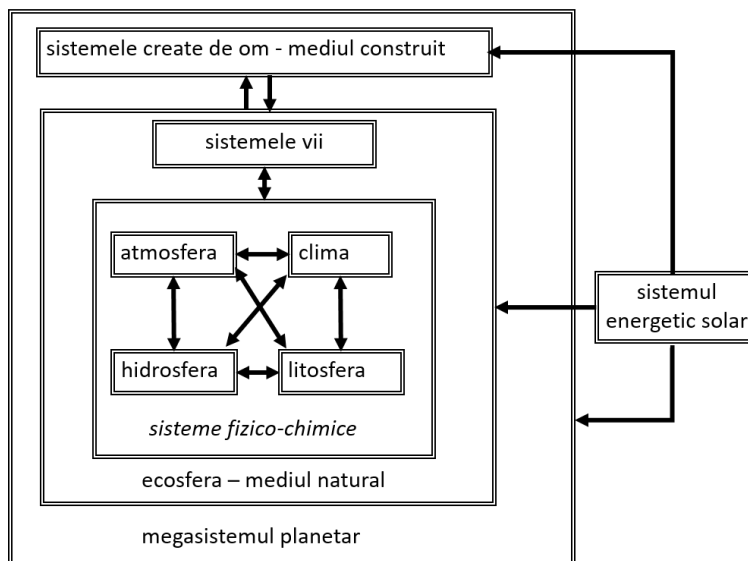 sistemele create de om - mediul construit
sistemele vii
atmosfera
clima
sistemul
energetic solar
hidrosfera
litosfera
sisteme fizico-chimice
ecosfera – mediul natural
megasistemul planetar